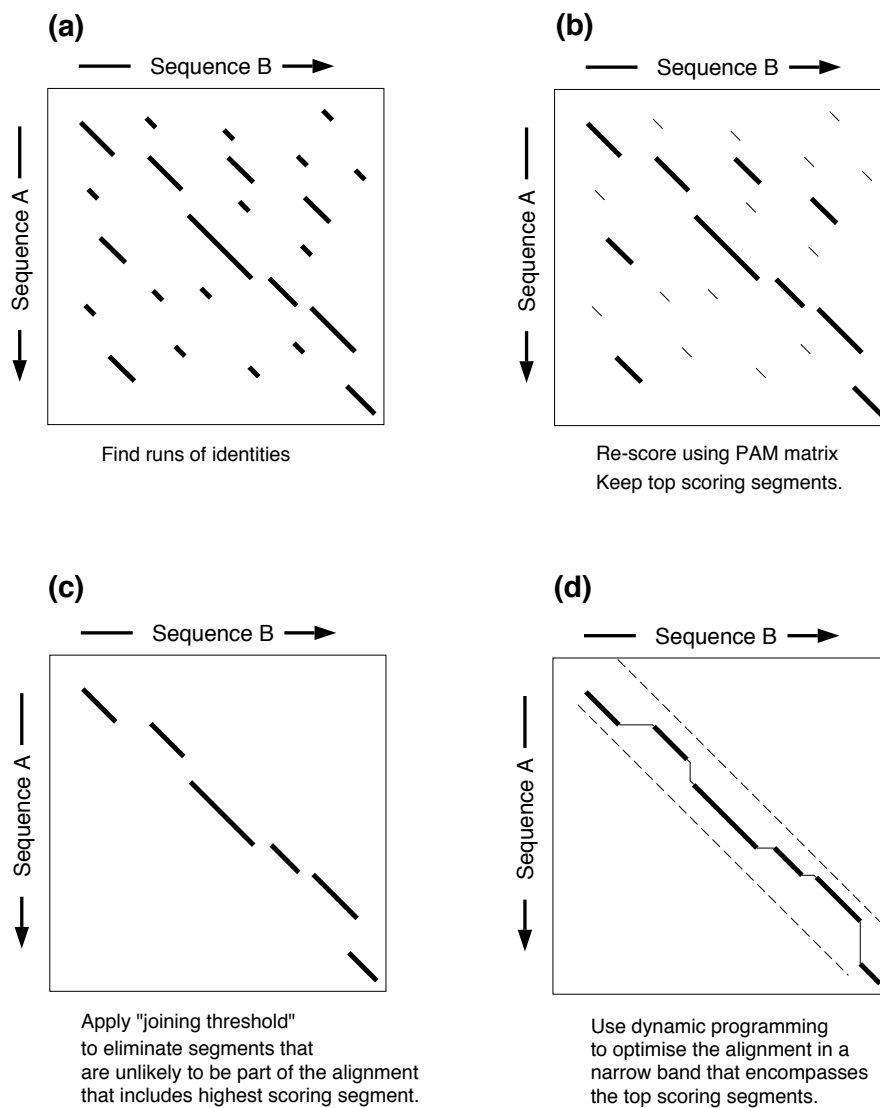 (a)
Sequence B
Sequence A
Find runs of identities
(b)
Sequence B
Sequence A
Re-score using PAM matrix
Keep top scoring segments.
(c)
Sequence B
Sequence A
Apply "joining threshold"
to eliminate segments that
are unlikely to be part of the alignment
that includes highest scoring segment.
(d)
Sequence B
Sequence A
Use dynamic programming
to optimise the alignment in a
narrow band that encompasses
the top scoring segments.